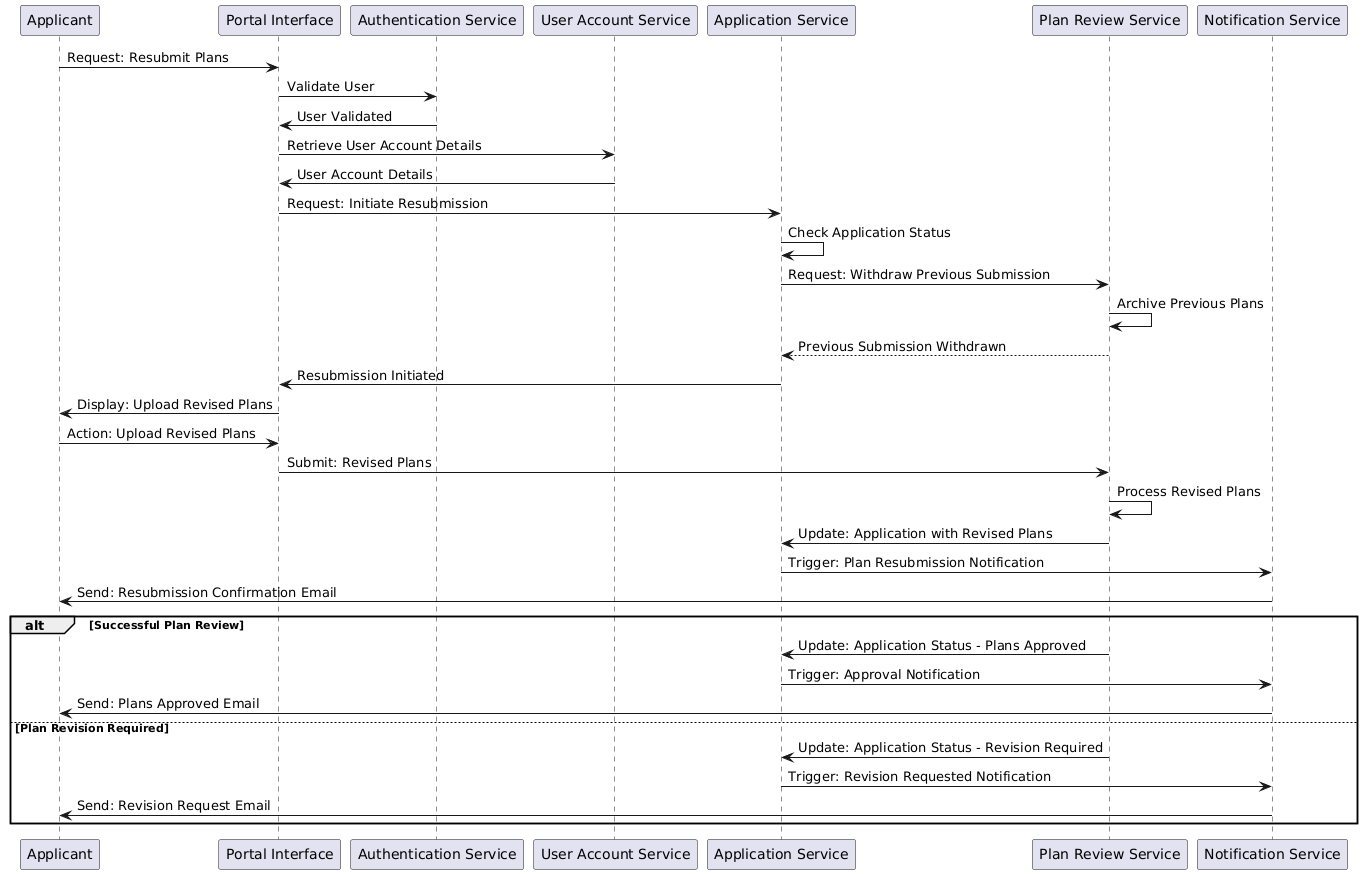 Applicant Portal Interface Authentication Service User Account Service Application Service Plan Review Service Notification Service
Request: Resubmit Plans
Validate User
User Validated
Retrieve User Account Details
User Account Details
Request: Initiate Resubmission
Check Application Status
Request: Withdraw Previous Submission
Archive Previous Plans
Previous Submission Withdrawn
Resubmission Initiated
Display: Upload Revised Plans
Action: Upload Revised Plans
Submit: Revised Plans
Process Revised Plans
Update: Application with Revised Plans
Trigger: Plan Resubmission Notification
Send: Resubmission Confirmation Email
alt [Successful Plan Review]
Update: Application Status - Plans Approved
Trigger: Approval Notification
Send: Plans Approved Email
[Plan Revision Required]
Update: Application Status - Revision Required
Trigger: Revision Requested Notification
Send: Revision Request Email
Applicant Portal Interface Authentication Service User Account Service Application Service Plan Review Service Notification Service